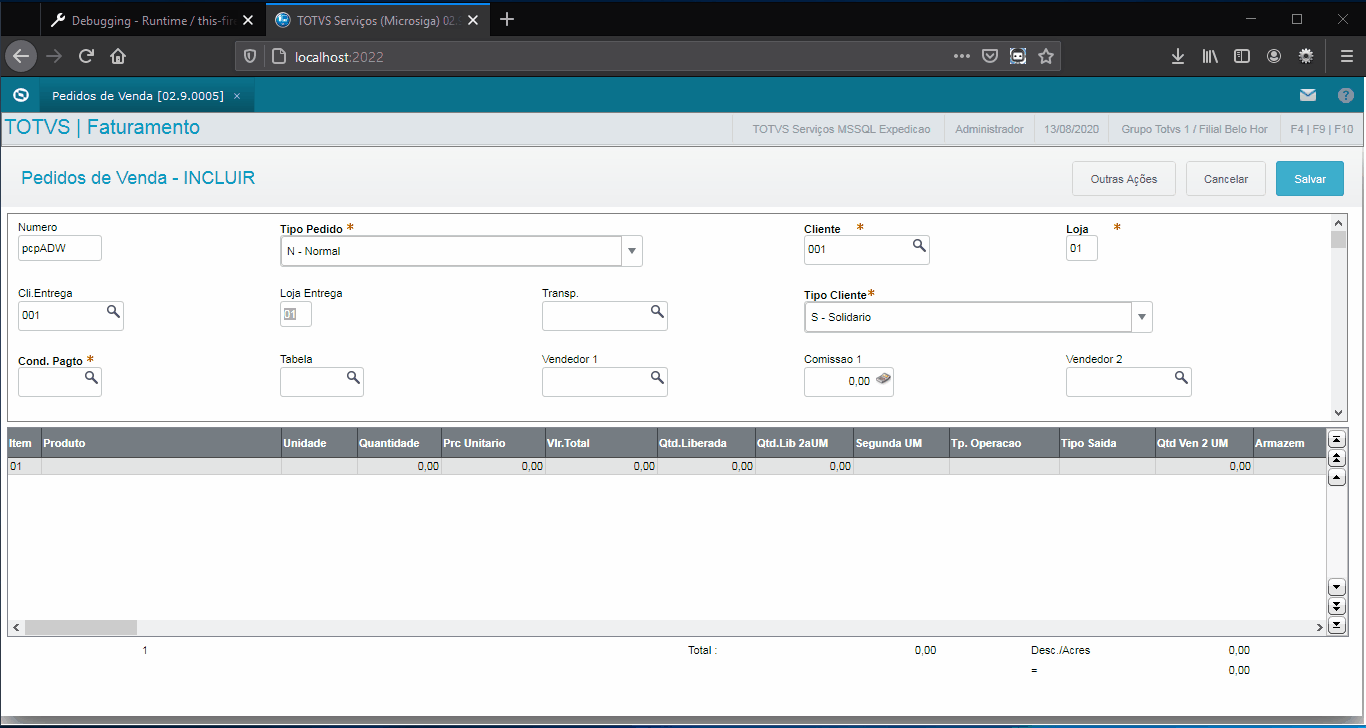 Debugging - Runtime / this-fir
TOTVS Serviços (Microsiga) 02.9
localhost:2022
Pedidos de Venda [02.9.0005] ×
TOTVS | Faturamento
TOTVS Serviços MSSQL Expedicao
Administrador
13/08/2020
Grupo Totvs 1 / Filial Belo Hor
F4 | F9 | F10
Pedidos de Venda - INCLUIR
Outras Ações
Cancelar
Salvar
Numero
Tipo Pedido *
Cliente *
Loja *
pcpADW
N - Normal
001
01
Cli.Entrega
Loja Entrega
Transp.
Tipo Cliente*
001
01
S - Solidario
Cond. Pagto *
Tabela
Vendedor 1
Comissao 1
Vendedor 2
0,00
Item Produto Unidade Quantidade Prc Unitario Vlr.Total Qtd.Liberada Qtd.Lib 2aUM Segunda UM Tp. Operacao Tipo Saida Qtd Ven 2 UM Armazem
01 0,00 0,00 0,00 0,00 0,00 0,00
1 Total : 0,00 Desc./Acres 0,00
= 0,00